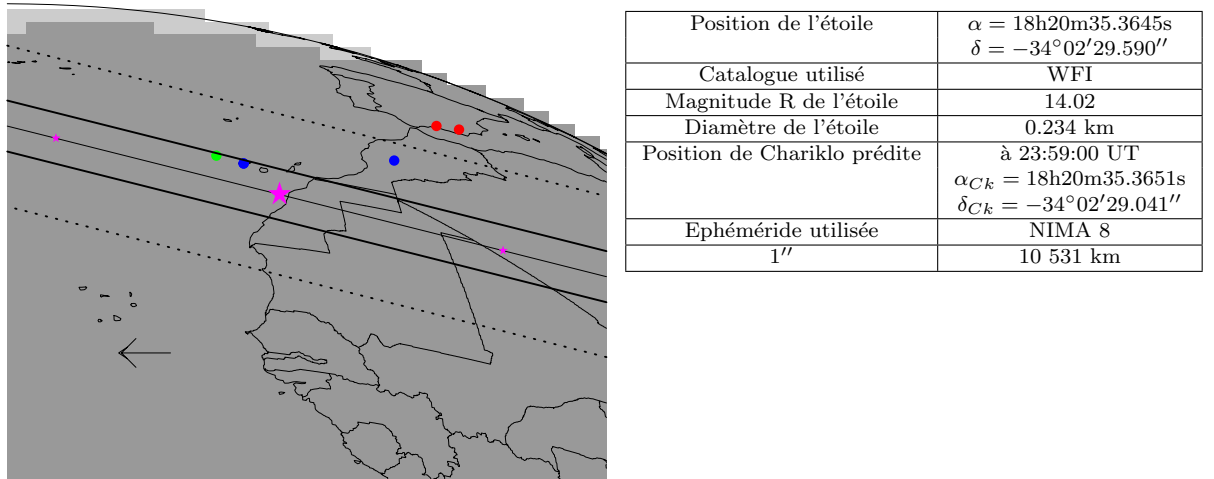 Position de l'étoile α = 18h20m35.3645s
δ = −34°02′29.590′′
Catalogue utilisé WFI
Magnitude R de l'étoile 14.02
Diamètre de l'étoile 0.234 km
Position de Chariklo prédite à 23:59:00 UT
α_Ck = 18h20m35.3651s
δ_Ck = −34°02′29.041′′
Ephéméride utilisée NIMA 8
1′′ 10 531 km